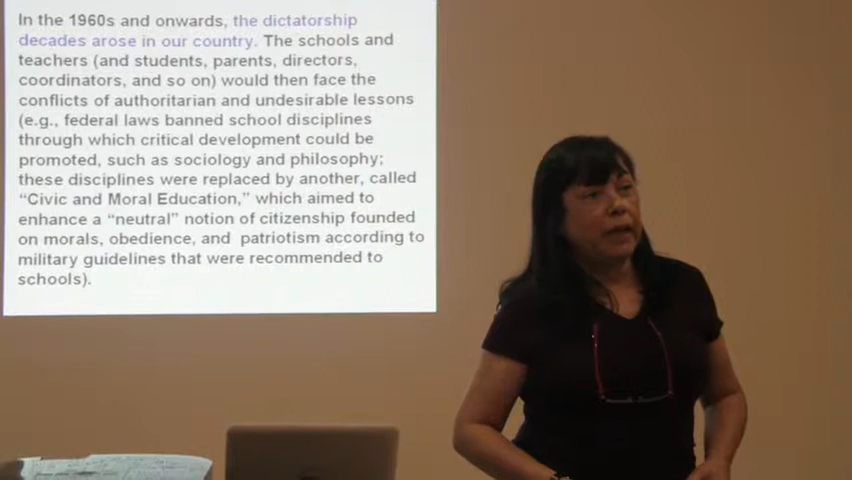 In the 1960s and onwards, the dictatorship
decades arose in our country. The schools and
teachers (and students, parents, directors,
coordinators, and so on) would then face the
conflicts of authoritarian and undesirable lessons
(e.g., federal laws banned school disciplines
through which critical development could be
promoted, such as sociology and philosophy;
these disciplines were replaced by another, called
“Civic and Moral Education,” which aimed to
enhance a “neutral” notion of citizenship founded
on morals, obedience, and patriotism according to
military guidelines that were recommended to
schools).